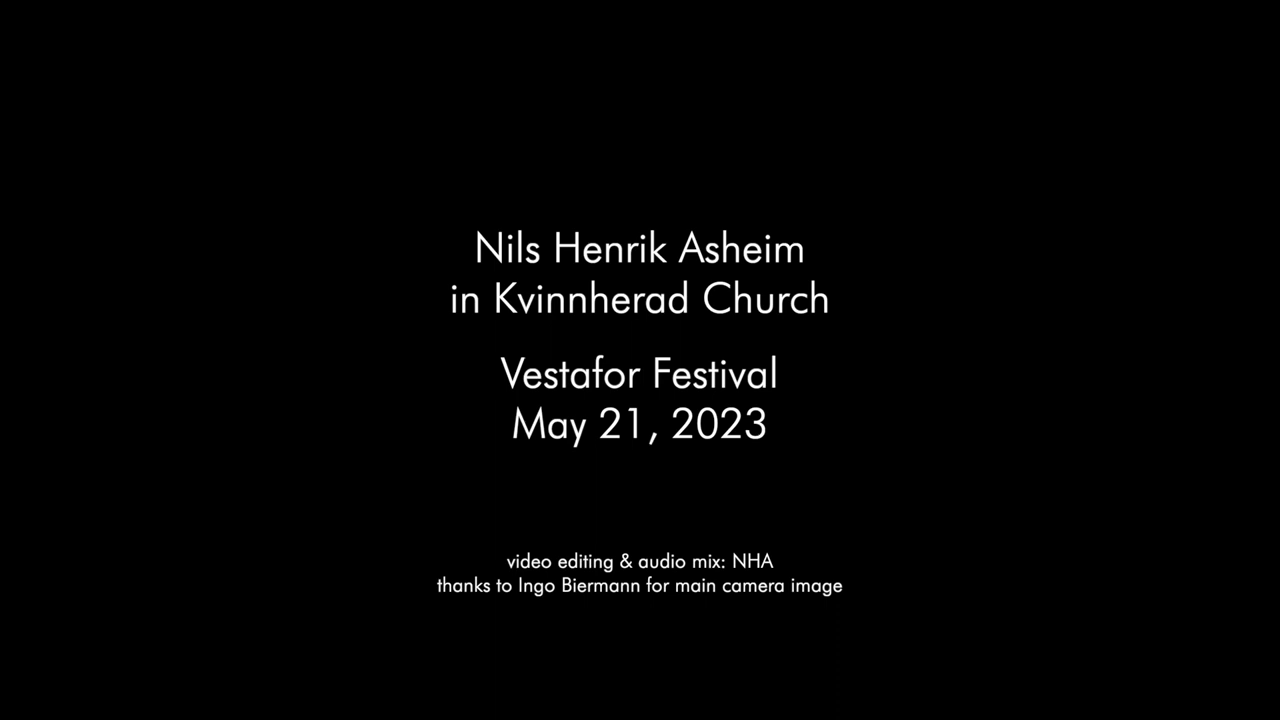 Nils Henrik Asheim
in Kvinnherad Church
Vestafor Festival
May 21, 2023
video editing & audio mix: NHA
thanks to Ingo Biermann for main camera image